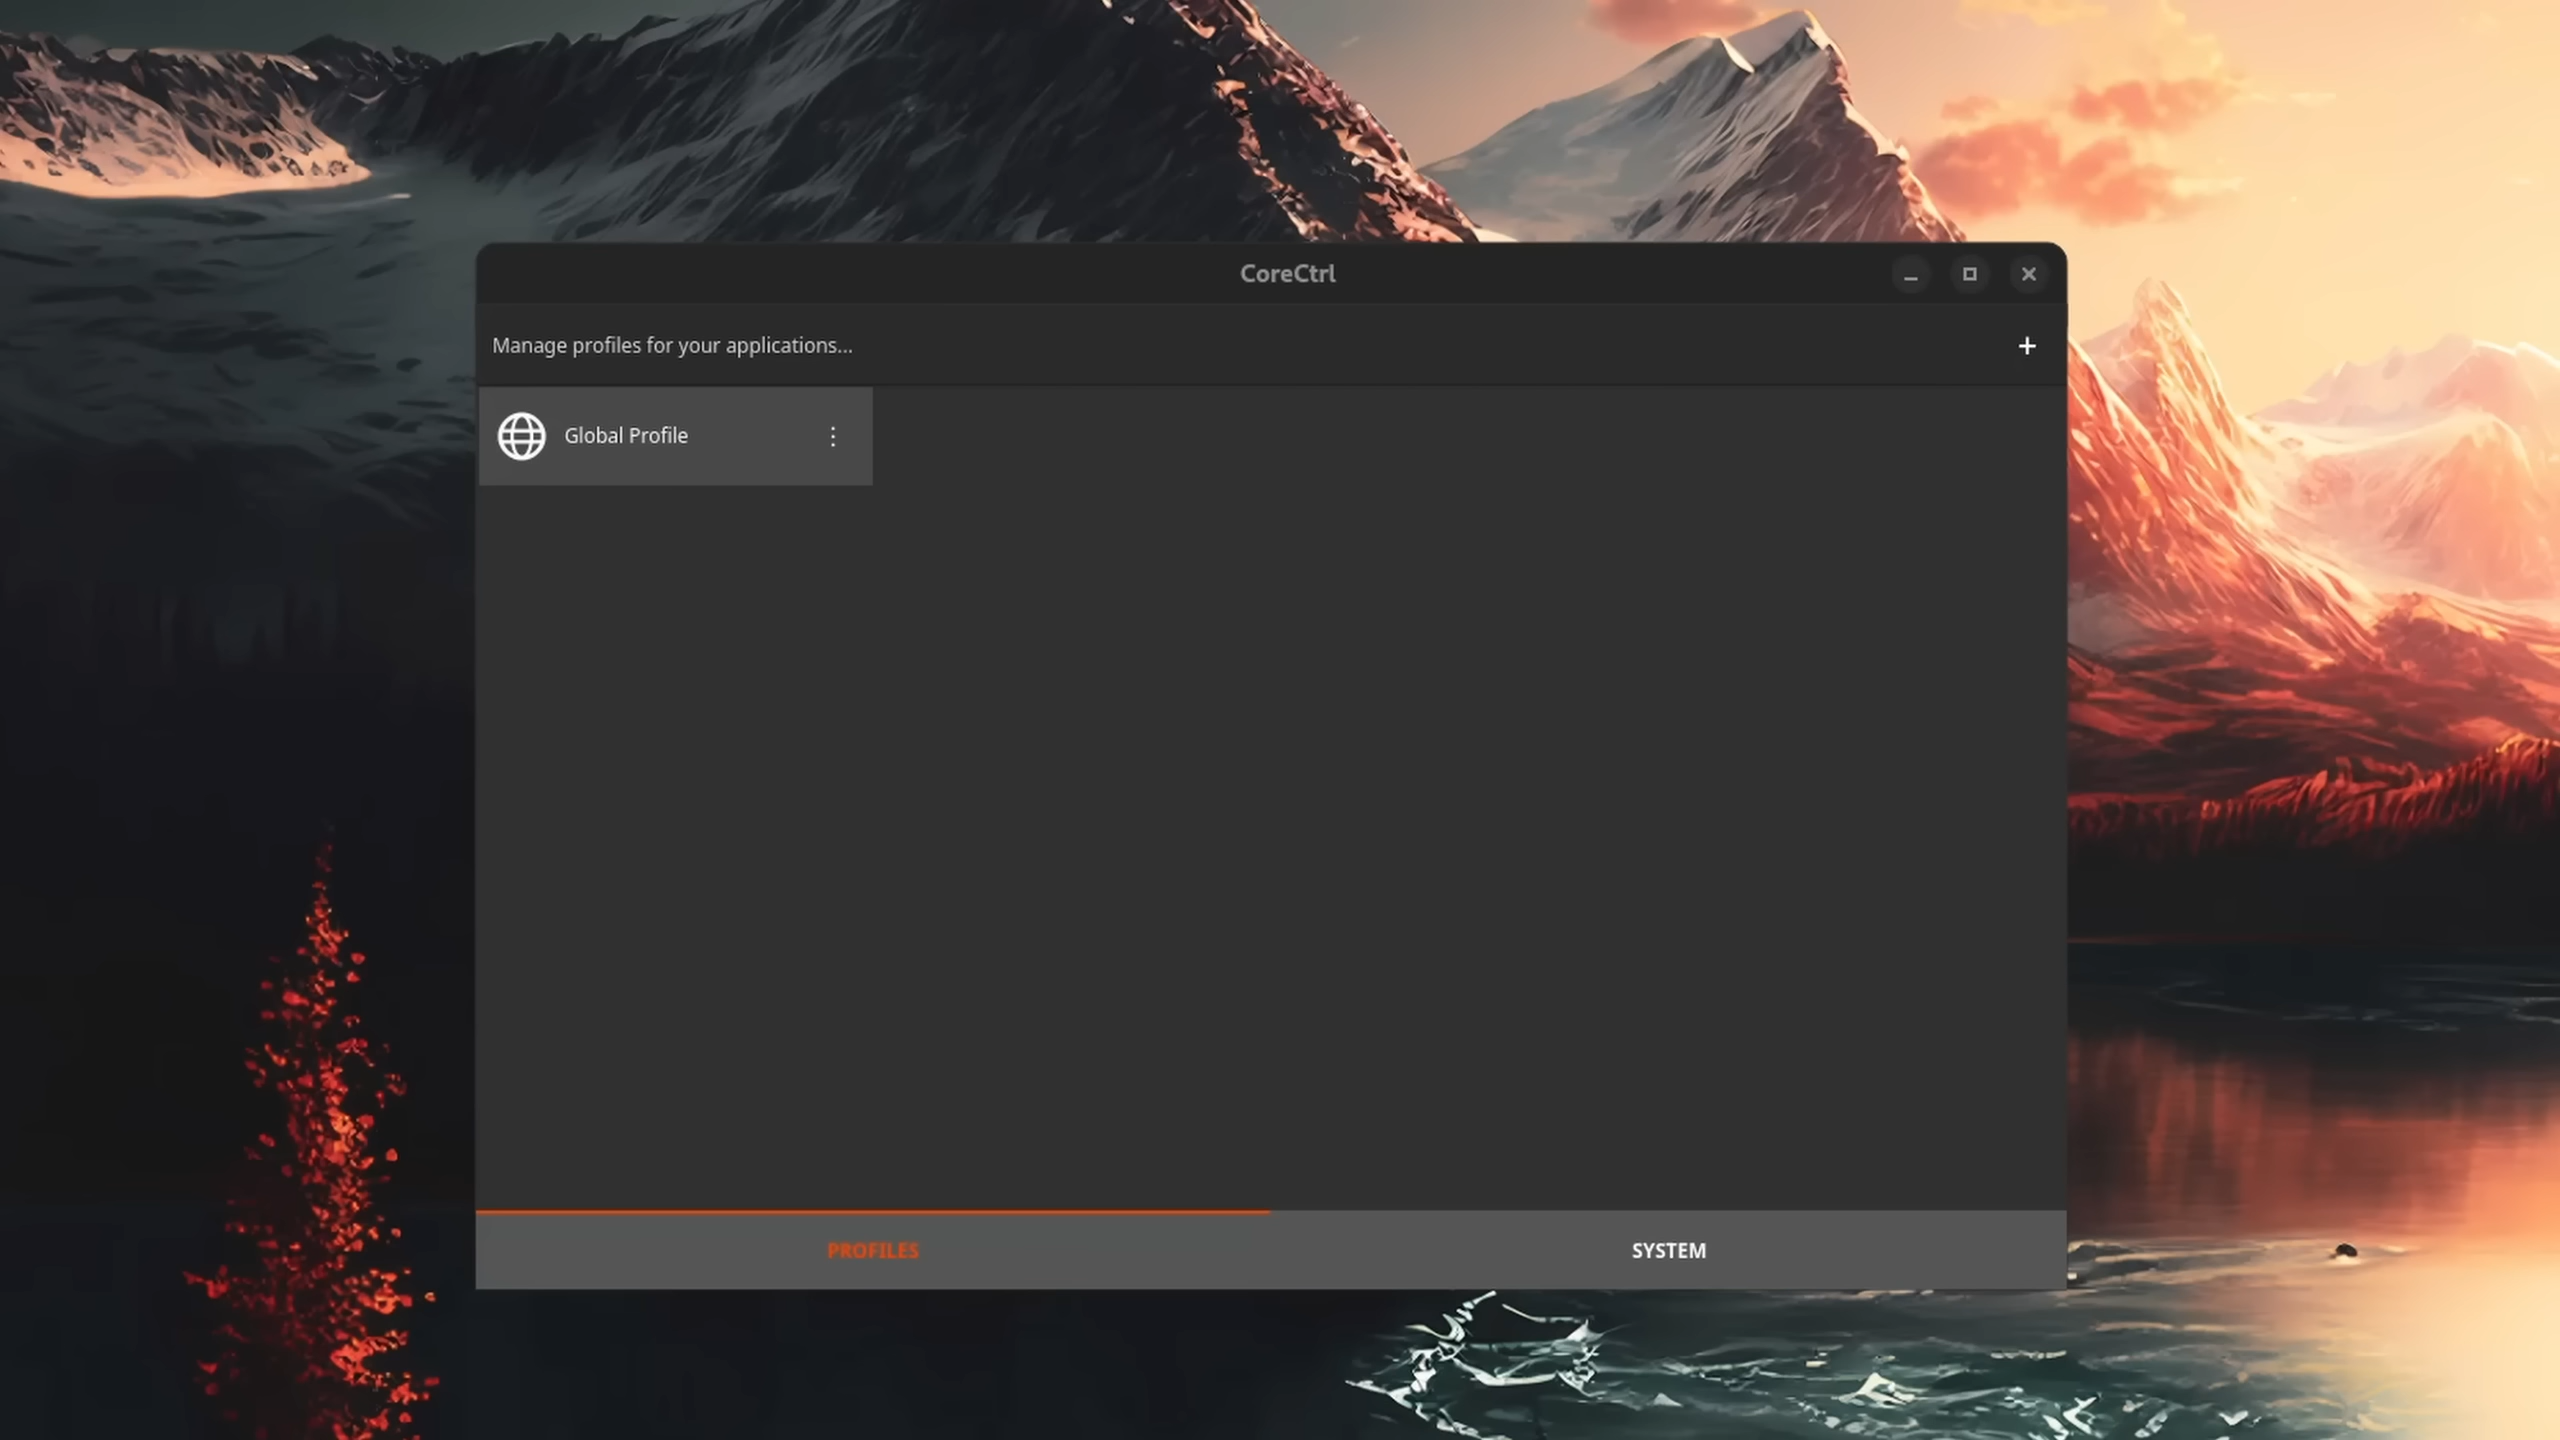 CoreCtrl
Manage profiles for your applications...
Global Profile
PROFILES
SYSTEM